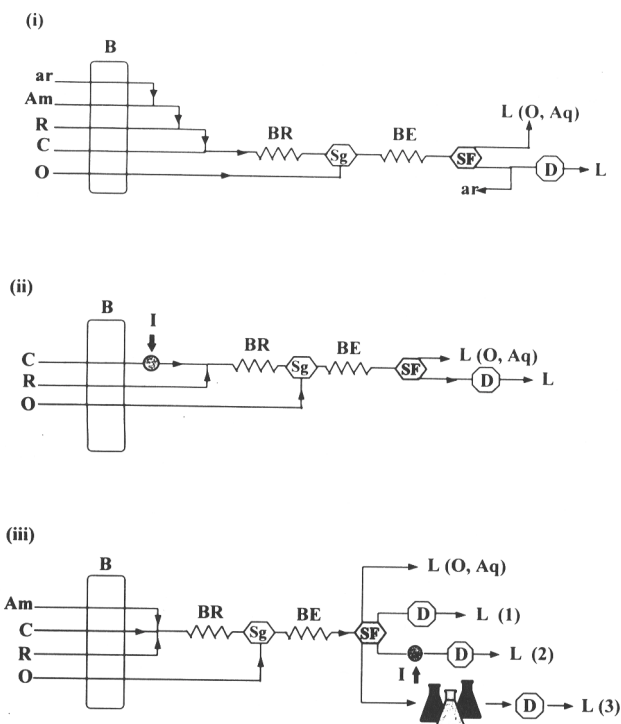 (i)
B
ar
Am
R
C
O
BR
Sg
BE
SF
L (O, Aq)
D
L
ar
(ii)
B
I
C
R
O
BR
Sg
BE
SF
L (O, Aq)
D
L
(iii)
B
Am
C
R
O
BR
Sg
BE
SF
L (O, Aq)
D
L (1)
D
L (2)
I
D
L (3)